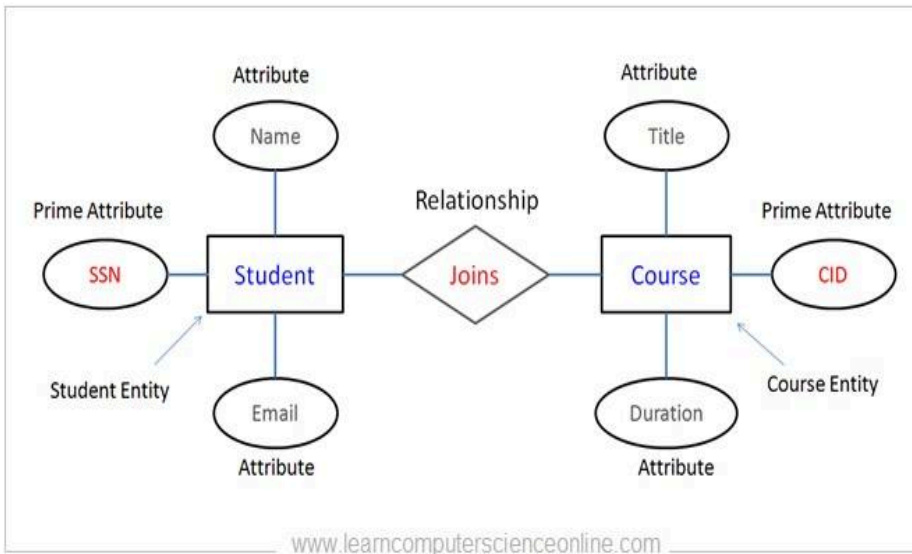 Attribute
Attribute
Name
Title
Relationship
Prime Attribute
Prime Attribute
SSN
Student
Joins
Course
CID
Student Entity
Course Entity
Email
Duration
Attribute
Attribute
www.learncomputerscienceonline.com